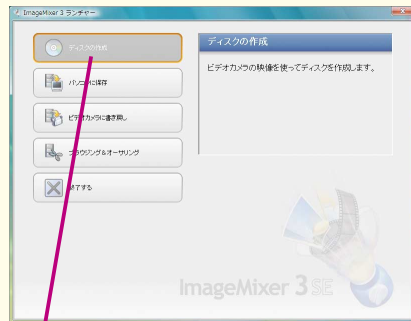 ImageMixer 3 ランチャー
ディスクの作成
パソコンに保存
ビデオカメラに書き戻し
ブラウジング&オーサリング
終了する
ディスクの作成
ビデオカメラの映像を使ってディスクを作成します。
ImageMixer 3 SE